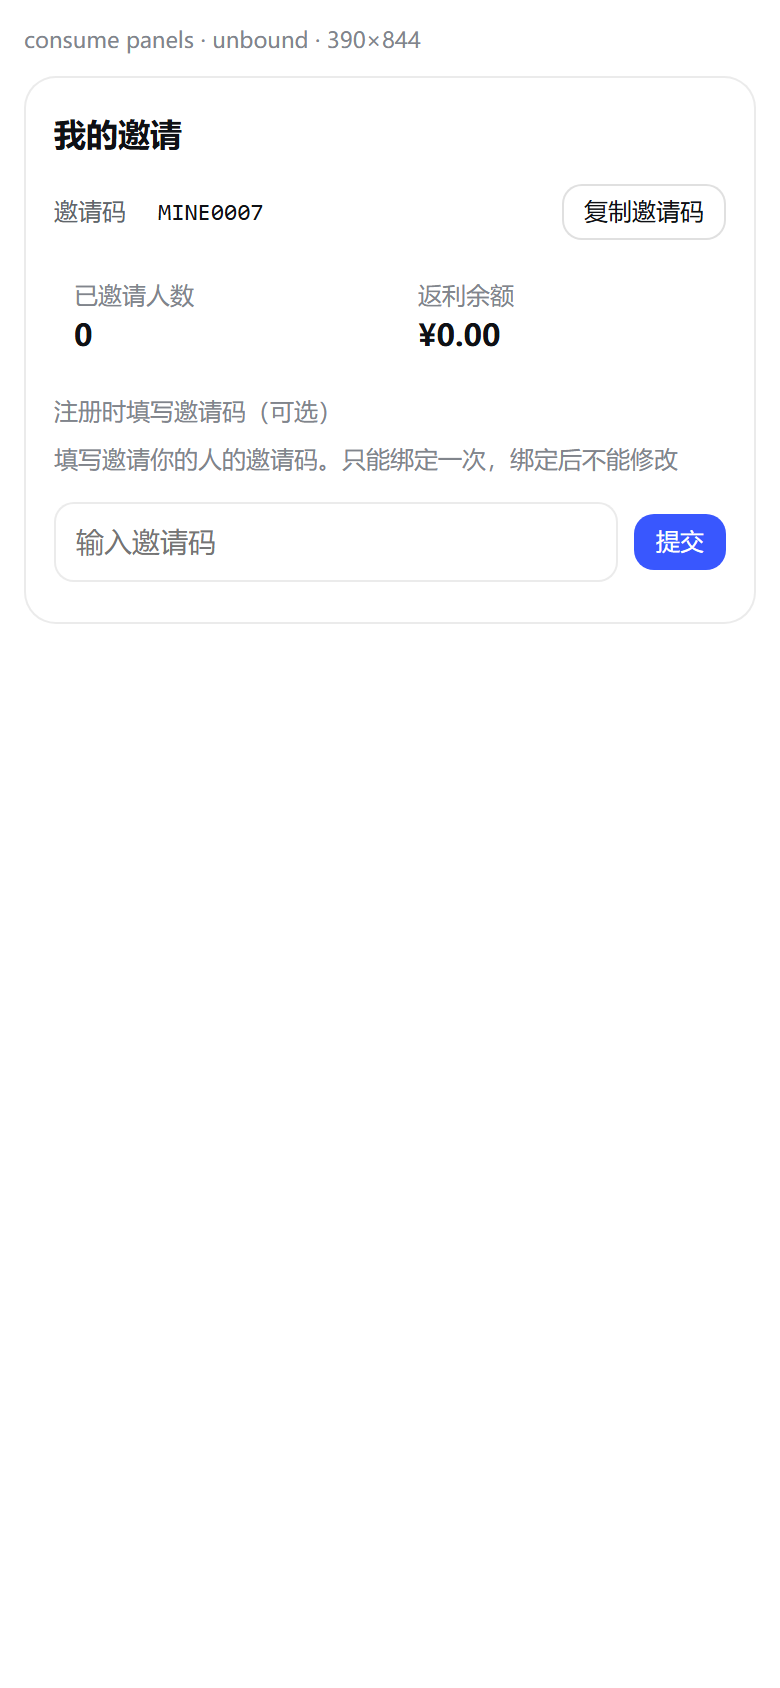 consume panels · unbound · 390×844
我的邀请
邀请码 MINE0007 复制邀请码
已邀请人数 返利余额
0 ¥0.00
注册时填写邀请码（可选）
填写邀请你的人的邀请码。只能绑定一次，绑定后不能修改
输入邀请码 提交